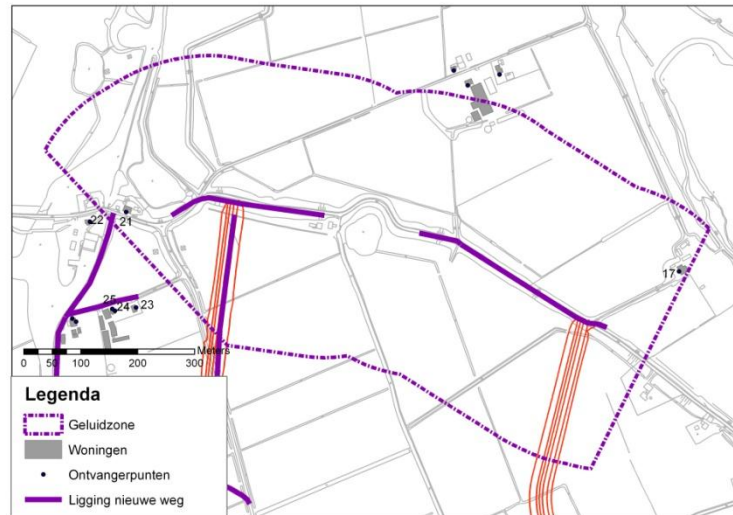 17
22
21
25
24
23
Meters
0 50 100 200 300
Legenda
Geluidzone
Woningen
Ontvangerpunten
Ligging nieuwe weg